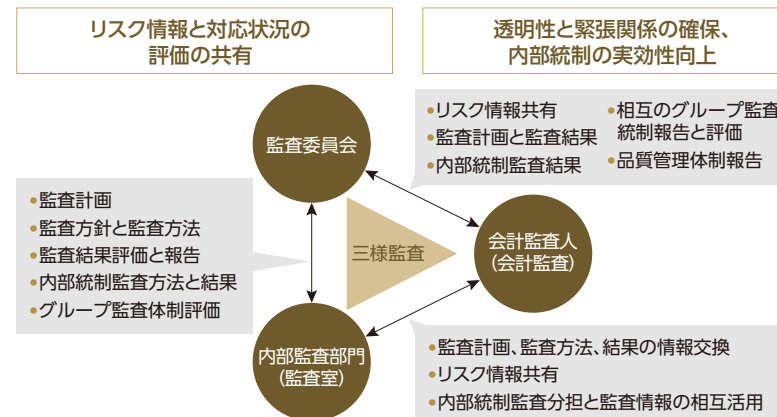 リスク情報と対応状況の
評価の共有
透明性と緊張関係の確保、
内部統制の実効性向上
監査委員会
•リスク情報共有
•監査計画と監査結果
•内部統制監査結果
•相互のグループ監査
統制報告と評価
•品質管理体制報告
•監査計画
•監査方針と監査方法
•監査結果評価と報告
•内部統制監査方法と結果
•グループ監査体制評価
三様監査
会計監査人
(会計監査)
内部監査部門
(監査室)
•監査計画、監査方法、結果の情報交換
•リスク情報共有
•内部統制監査分担と監査情報の相互活用